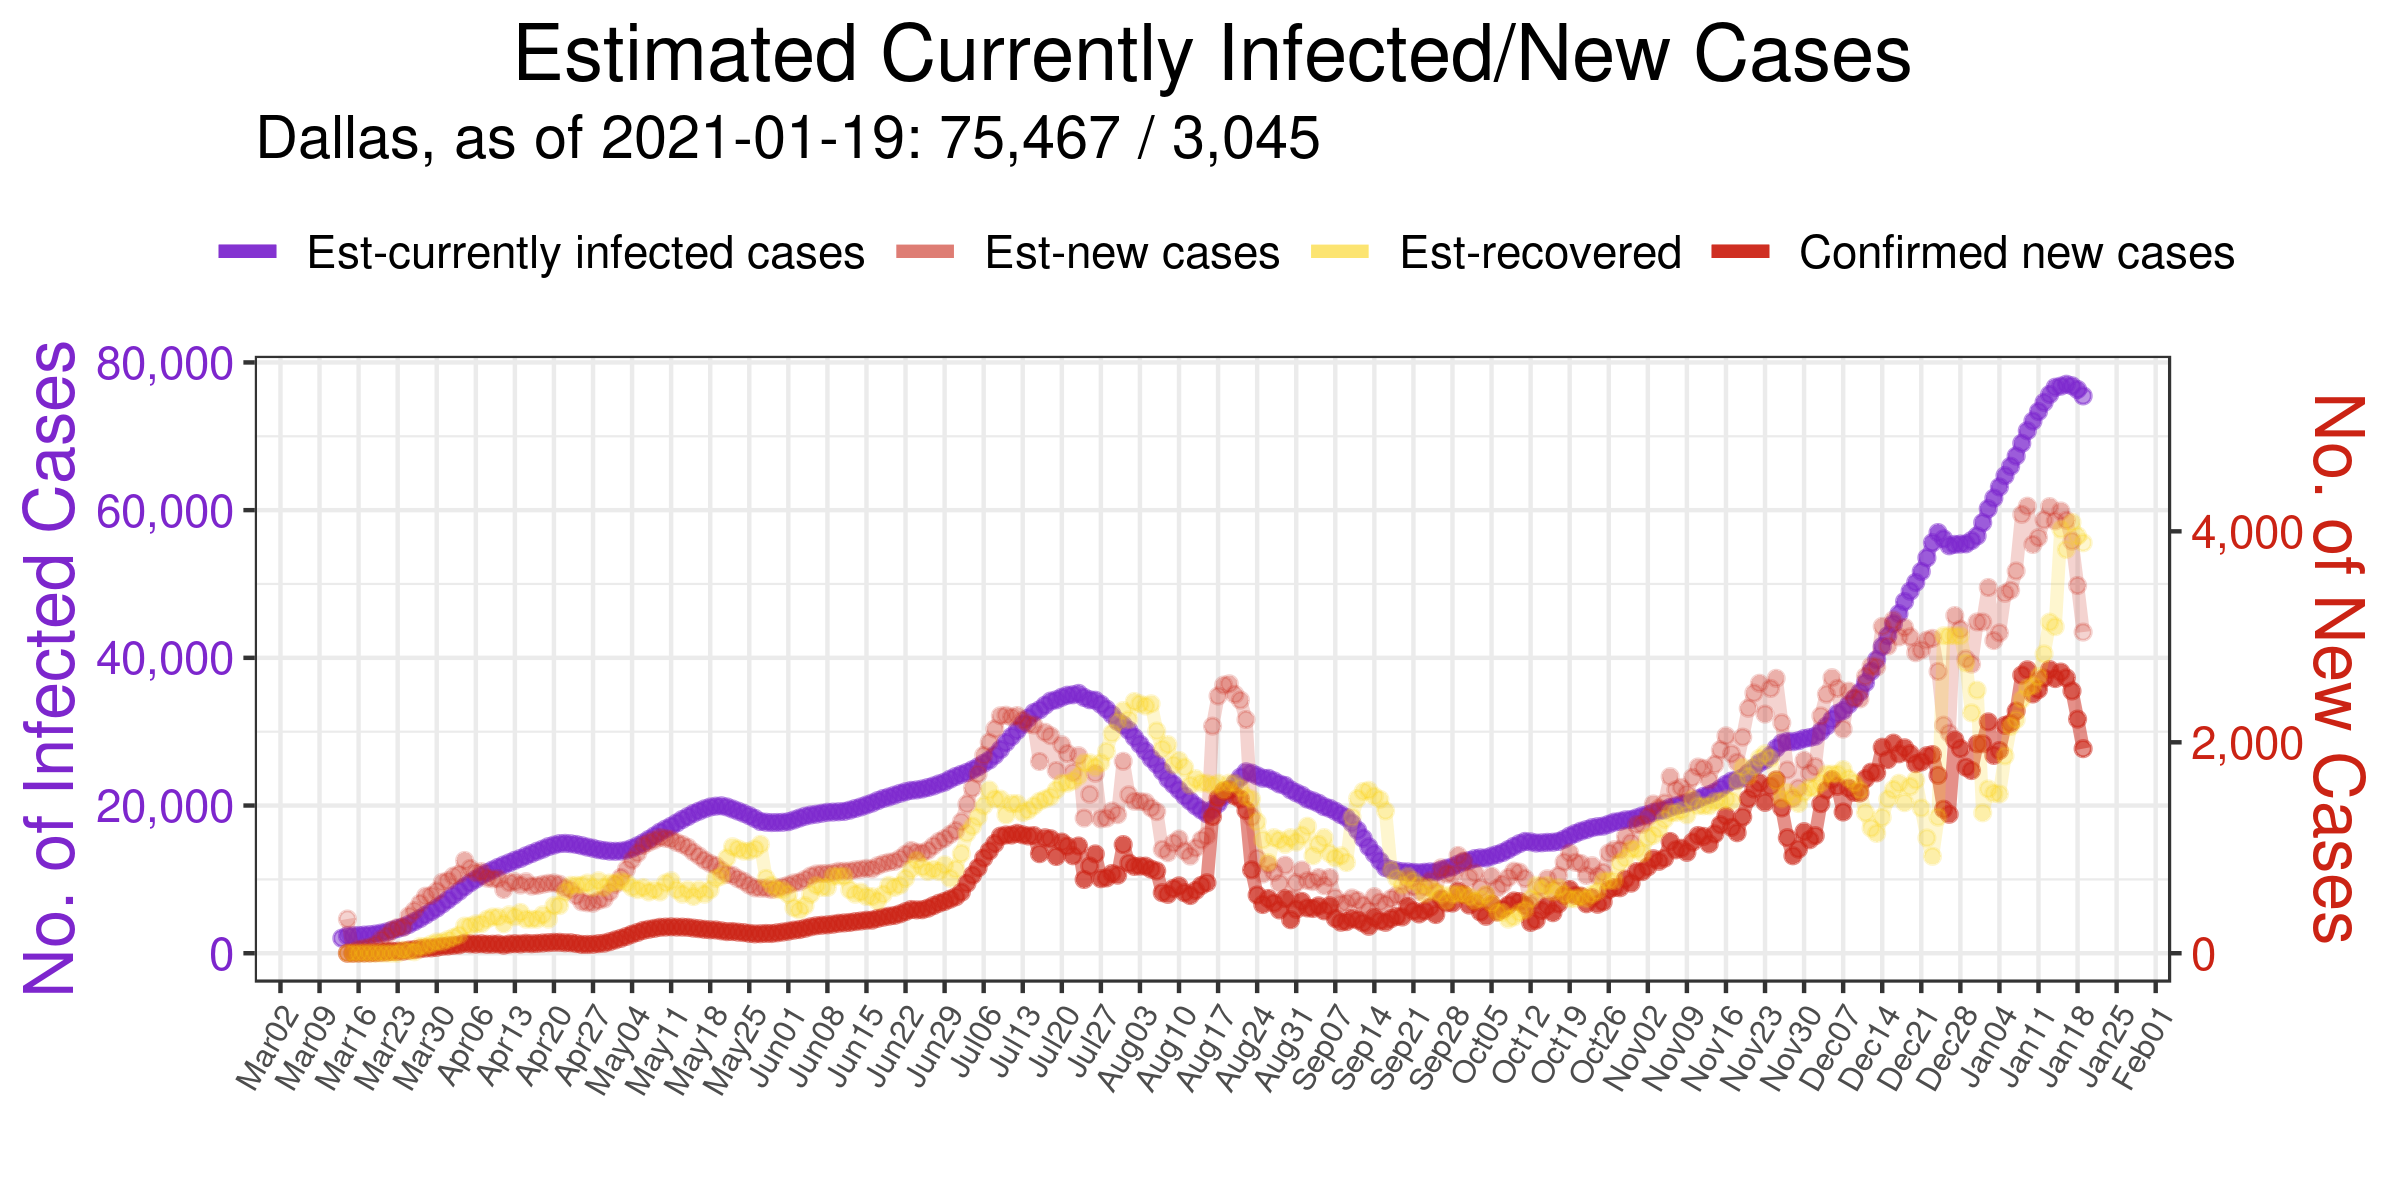 Estimated Currently Infected/New Cases
Dallas, as of 2021-01-19: 75,467 / 3,045
Est-currently infected cases
Est-new cases
Est-recovered
Confirmed new cases
No. of Infected Cases
80,000
60,000
40,000
20,000
0
4,000
2,000
0
No. of New Cases
Mar02
Mar09
Mar16
Mar23
Mar30
Apr06
Apr13
Apr20
Apr27
May04
May11
May18
May25
Jun01
Jun08
Jun15
Jun22
Jun29
Jul06
Jul13
Jul20
Jul27
Aug03
Aug10
Aug17
Aug24
Aug31
Sep07
Sep14
Sep21
Sep28
Oct05
Oct12
Oct19
Oct26
Nov02
Nov09
Nov16
Nov23
Nov30
Dec07
Dec14
Dec21
Dec28
Jan04
Jan11
Jan18
Jan25
Feb01